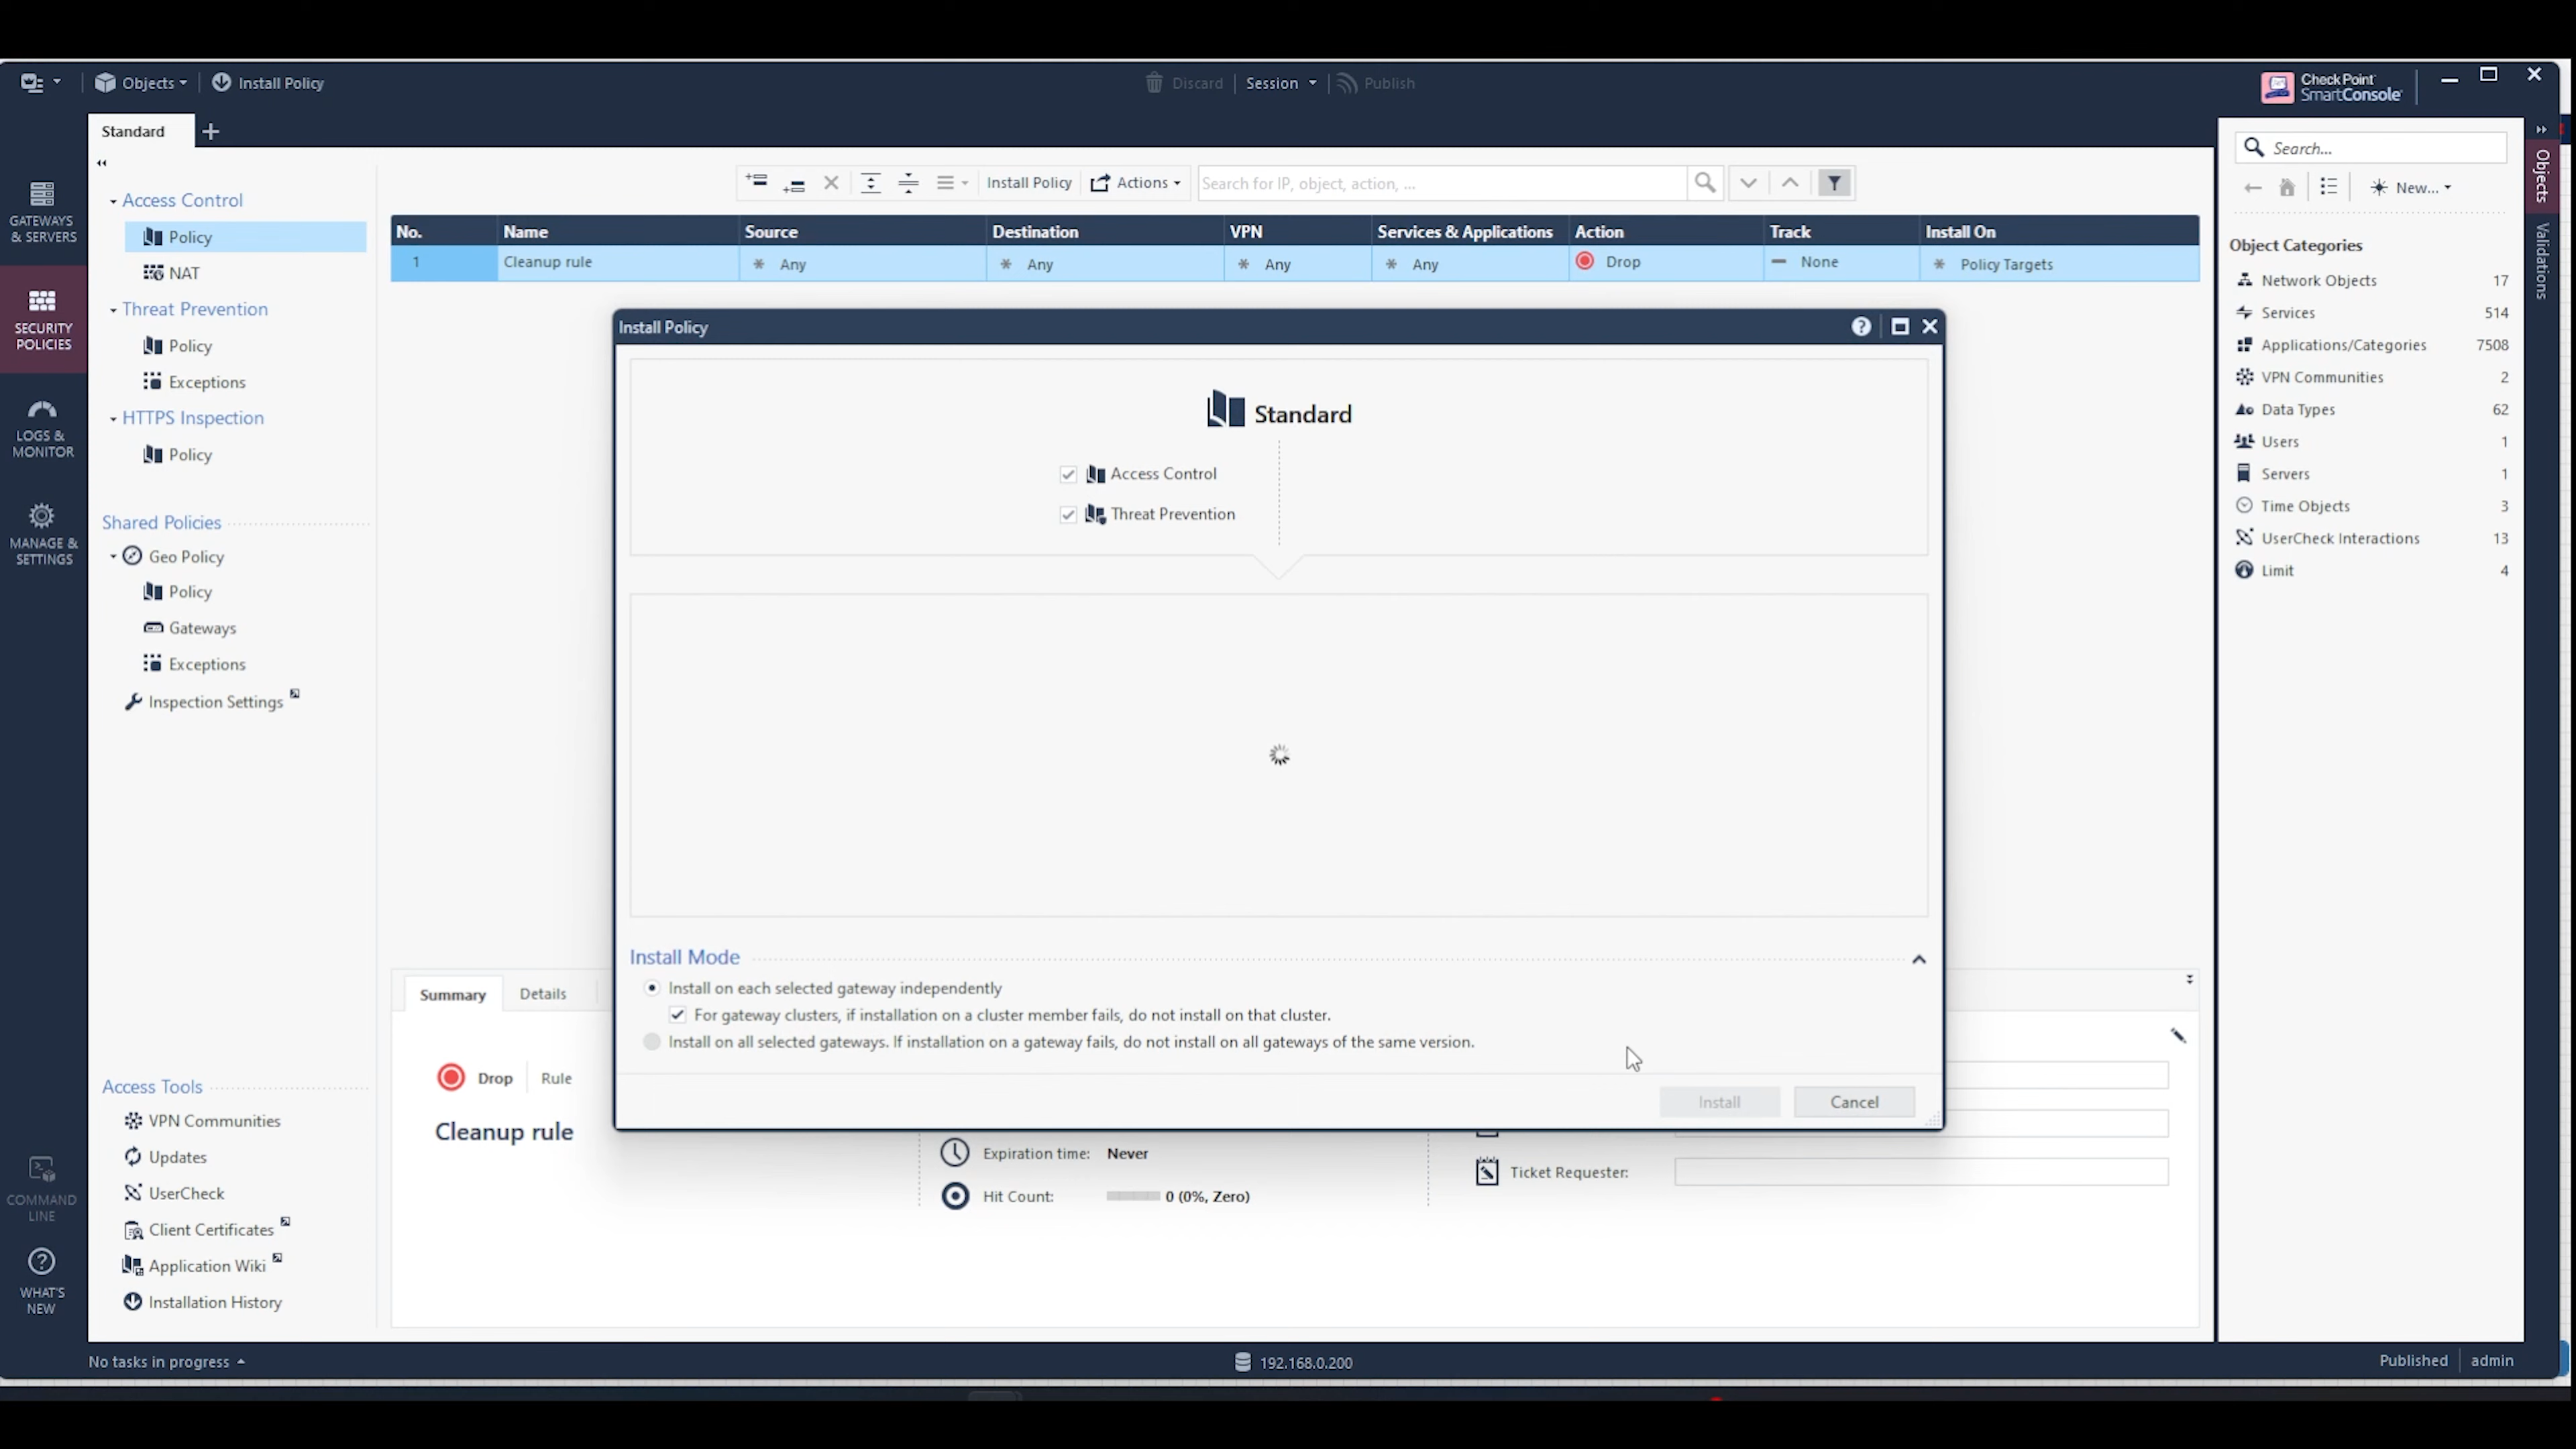 Objects
Install Policy
Discard
Session
Publish
Check Point
SmartConsole
Standard
GATEWAYS
& SERVERS
SECURITY
POLICIES
LOGS &
MONITOR
MANAGE &
SETTINGS
COMMAND
LINE
WHAT'S
NEW
Access Control
Policy
NAT
Threat Prevention
Policy
Exceptions
HTTPS Inspection
Policy
Shared Policies
Geo Policy
Policy
Gateways
Exceptions
Inspection Settings
Access Tools
VPN Communities
Updates
UserCheck
Client Certificates
Application Wiki
Installation History
Install Policy
Actions
Search for IP, object, action, ...
No. Name Source Destination VPN Services & Applications Action Track Install On
1 Cleanup rule Any Any Any Any Drop None Policy Targets
Install Policy
Standard
Access Control
Threat Prevention
Install Mode
Install on each selected gateway independently
For gateway clusters, if installation on a cluster member fails, do not install on that cluster.
Install on all selected gateways. If installation on a gateway fails, do not install on all gateways of the same version.
Install
Cancel
Summary
Details
Drop
Rule
Cleanup rule
Expiration time: Never
Hit Count: 0 (0%, Zero)
Ticket Requester:
Search...
New...
Object Categories
Network Objects 17
Services 514
Applications/Categories 7508
VPN Communities 2
Data Types 62
Users 1
Servers 1
Time Objects 3
UserCheck Interactions 13
Limit 4
Objects
Validations
No tasks in progress
192.168.0.200
Published
admin